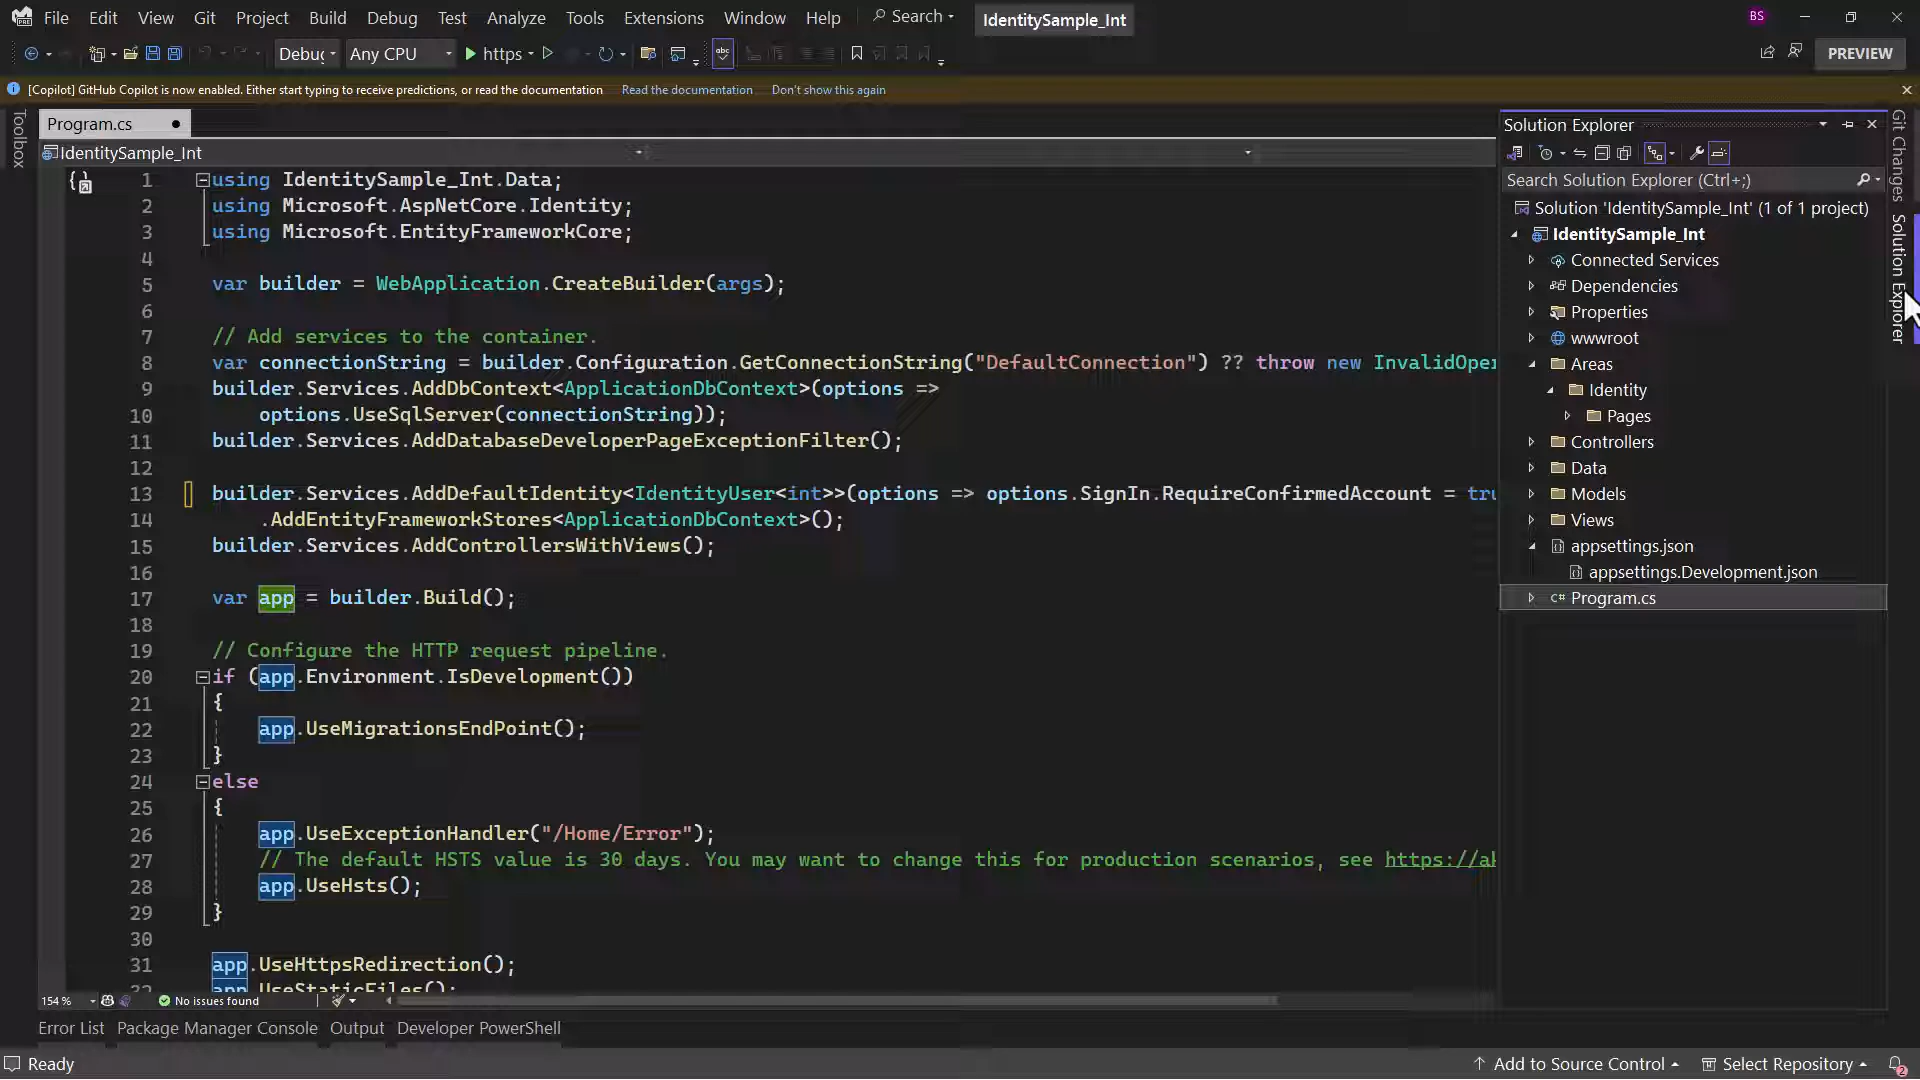 File Edit View Git Project Build Debug Test Analyze Tools Extensions Window Help Search IdentitySample_Int BS
Debug Any CPU https abc PREVIEW
[Copilot] GitHub Copilot is now enabled. Either start typing to receive predictions, or read the documentation Read the documentation Don't show this again
Toolbox
Program.cs
IdentitySample_Int
1 using IdentitySample_Int.Data;
2 using Microsoft.AspNetCore.Identity;
3 using Microsoft.EntityFrameworkCore;
4
5 var builder = WebApplication.CreateBuilder(args);
6
7 // Add services to the container.
8 var connectionString = builder.Configuration.GetConnectionString("DefaultConnection") ?? throw new InvalidOper
9 builder.Services.AddDbContext<ApplicationDbContext>(options =>
10 options.UseSqlServer(connectionString));
11 builder.Services.AddDatabaseDeveloperPageExceptionFilter();
12
13 builder.Services.AddDefaultIdentity<IdentityUser<int>>(options => options.SignIn.RequireConfirmedAccount = tru
14 .AddEntityFrameworkStores<ApplicationDbContext>();
15 builder.Services.AddControllersWithViews();
16
17 var app = builder.Build();
18
19 // Configure the HTTP request pipeline.
20 if (app.Environment.IsDevelopment())
21 {
22 app.UseMigrationsEndPoint();
23 }
24 else
25 {
26 app.UseExceptionHandler("/Home/Error");
27 // The default HSTS value is 30 days. You may want to change this for production scenarios, see https://ak
28 app.UseHsts();
29 }
30
31 app.UseHttpsRedirection();
32 app.UseStaticFiles();
154 % No issues found
Solution Explorer
Search Solution Explorer (Ctrl+;)
Solution 'IdentitySample_Int' (1 of 1 project)
IdentitySample_Int
Connected Services
Dependencies
Properties
wwwroot
Areas
Identity
Pages
Controllers
Data
Models
Views
appsettings.json
appsettings.Development.json
C# Program.cs
Git Changes
Solution Explorer
Error List Package Manager Console Output Developer PowerShell
Ready Add to Source Control Select Repository 2